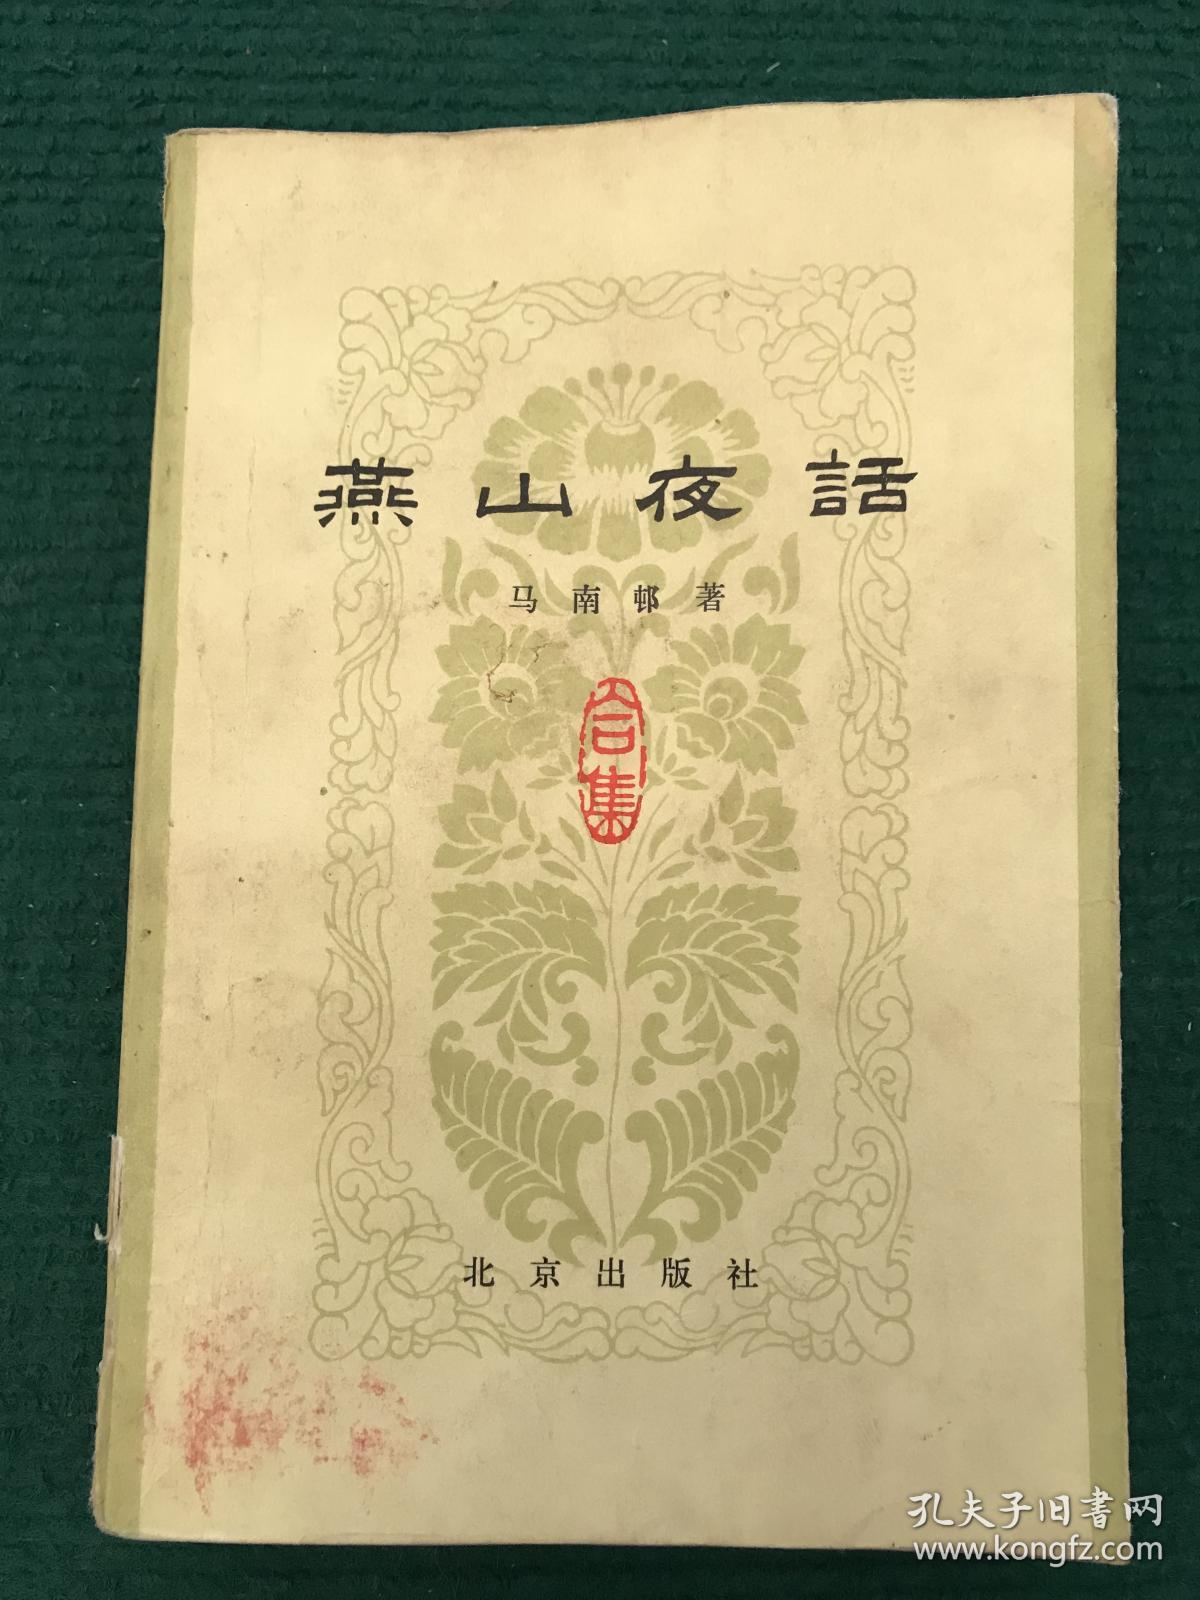 燕山夜話
马南邨著
合集
北京出版社
孔夫子旧书网
www.kongfz.com